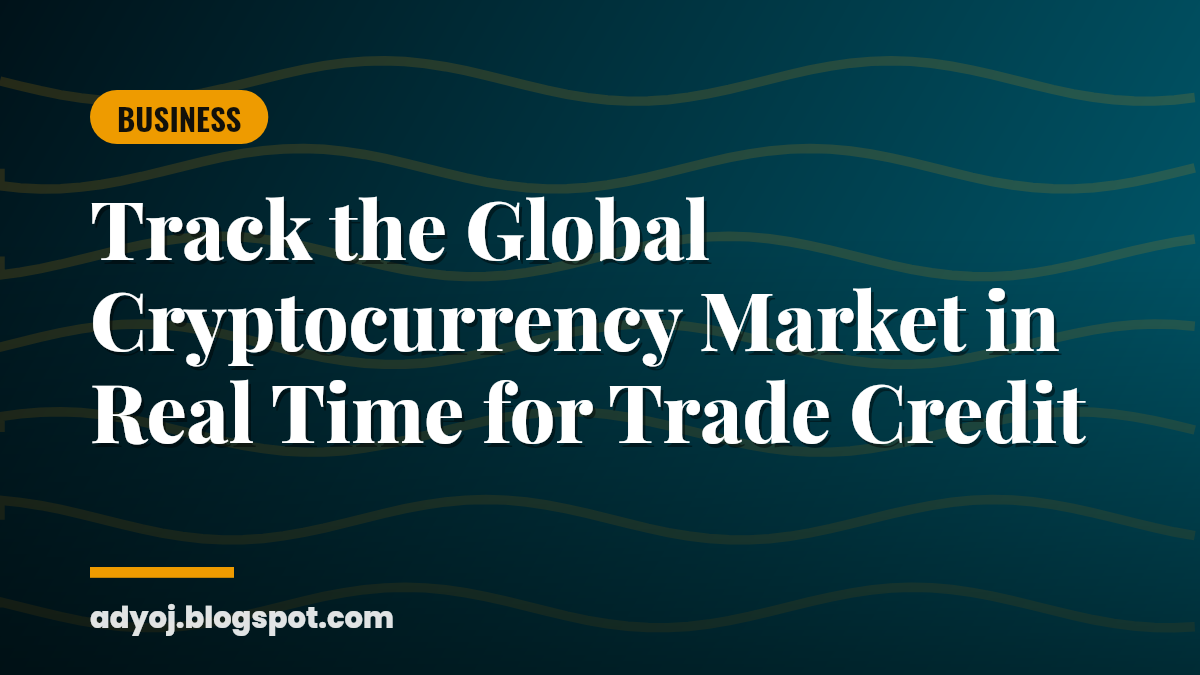 BUSINESS
Track the Global
Cryptocurrency Market in
Real Time for Trade Credit
adyoj.blogspot.com